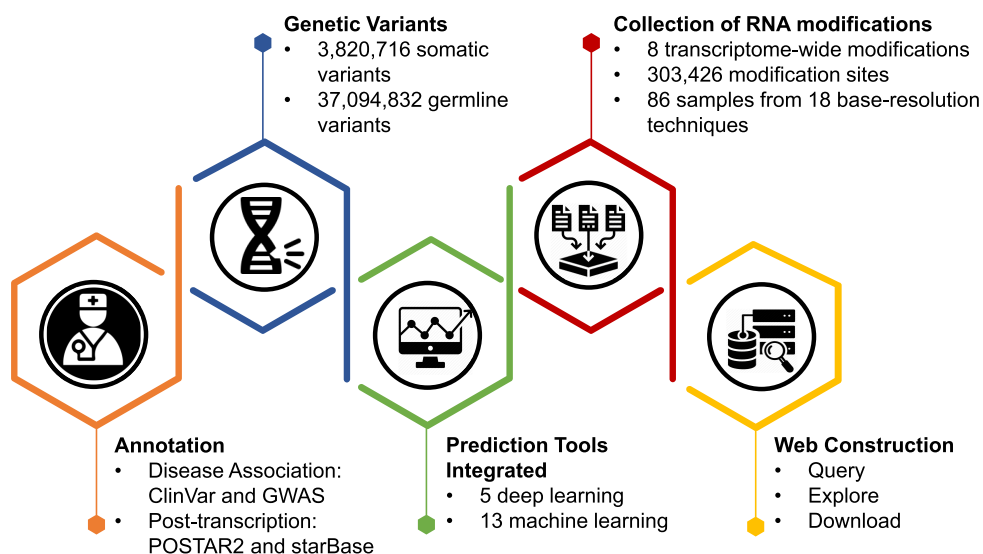 Genetic Variants
• 3,820,716 somatic
variants
• 37,094,832 germline
variants
Collection of RNA modifications
• 8 transcriptome-wide modifications
• 303,426 modification sites
• 86 samples from 18 base-resolution
techniques
Annotation
• Disease Association:
ClinVar and GWAS
• Post-transcription:
POSTAR2 and starBase
Prediction Tools
Integrated
• 5 deep learning
• 13 machine learning
Web Construction
• Query
• Explore
• Download